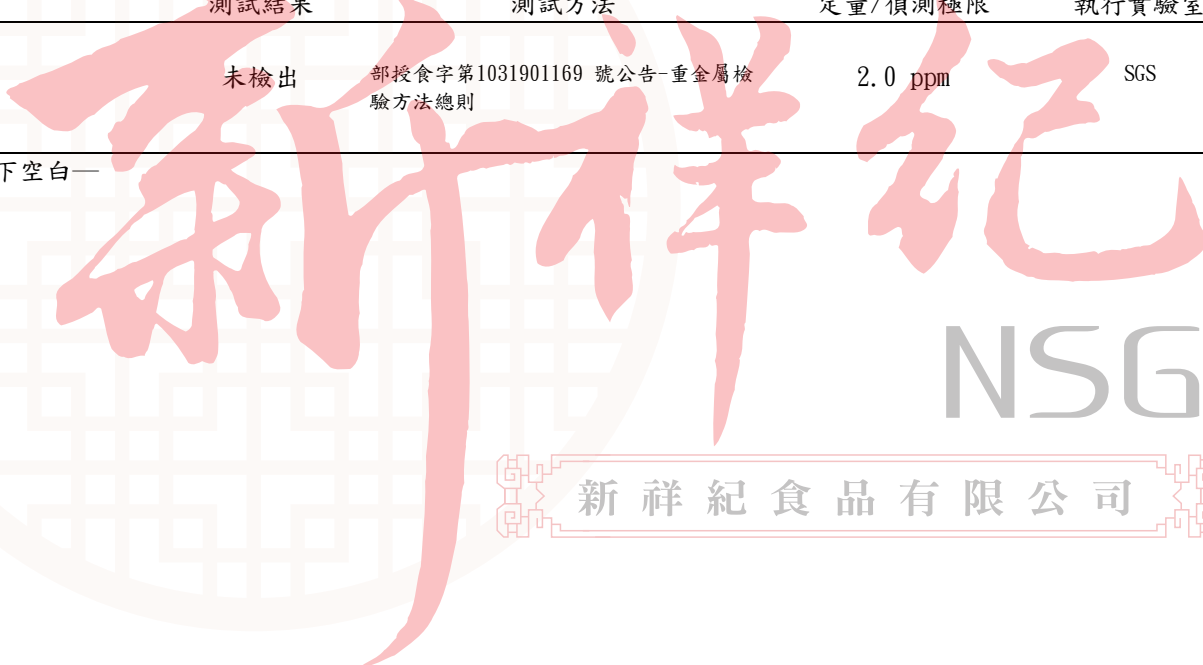 測試結果 測試方法 定量/偵測極限 執行實驗室
未檢出 部授食字第1031901169 號公告-重金屬檢 2.0 ppm SGS
驗方法總則
下空白—
新祥紀
NSG
新祥紀食品有限公司